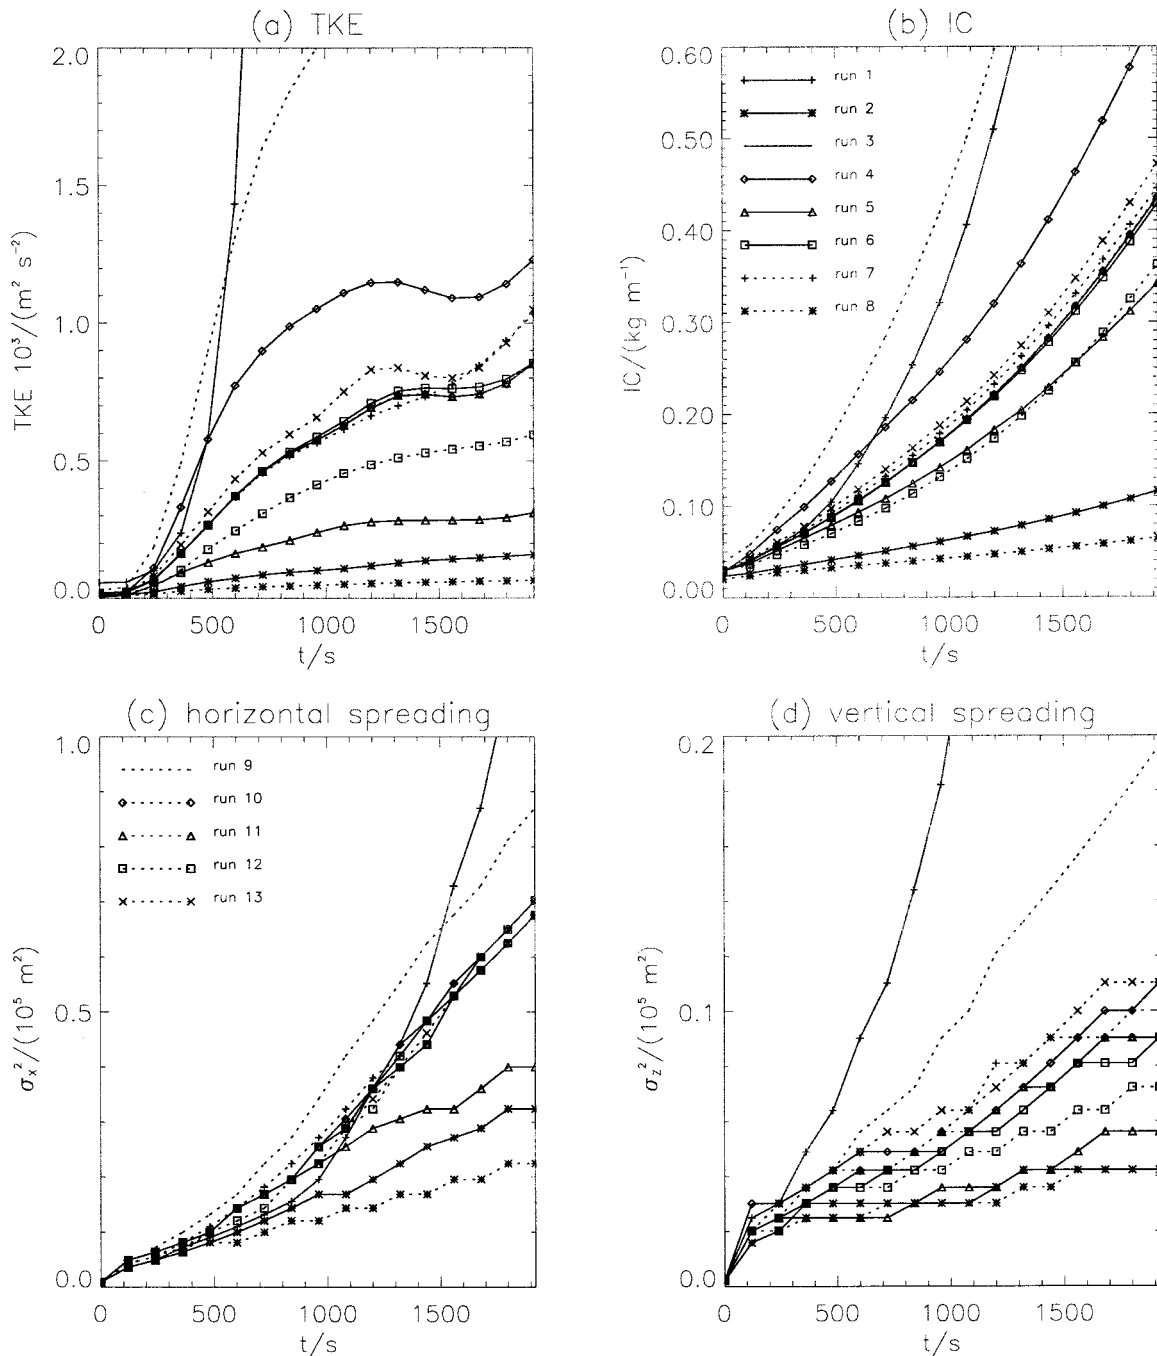 (a) TKE
2.0
1.5
1.0
0.5
0.0
TKE 10³/(m² s⁻²)
0 500 1000 1500
t/s
(b) IC
0.60
0.50
0.40
0.30
0.20
0.10
0.00
IC/(kg m⁻¹)
run 1
run 2
run 3
run 4
run 5
run 6
run 7
run 8
0 500 1000 1500
t/s
(c) horizontal spreading
1.0
0.5
0.0
σₓ²/(10⁵ m²)
run 9
run 10
run 11
run 12
run 13
0 500 1000 1500
t/s
(d) vertical spreading
0.2
0.1
0.0
σ_z²/(10⁵ m²)
0 500 1000 1500
t/s